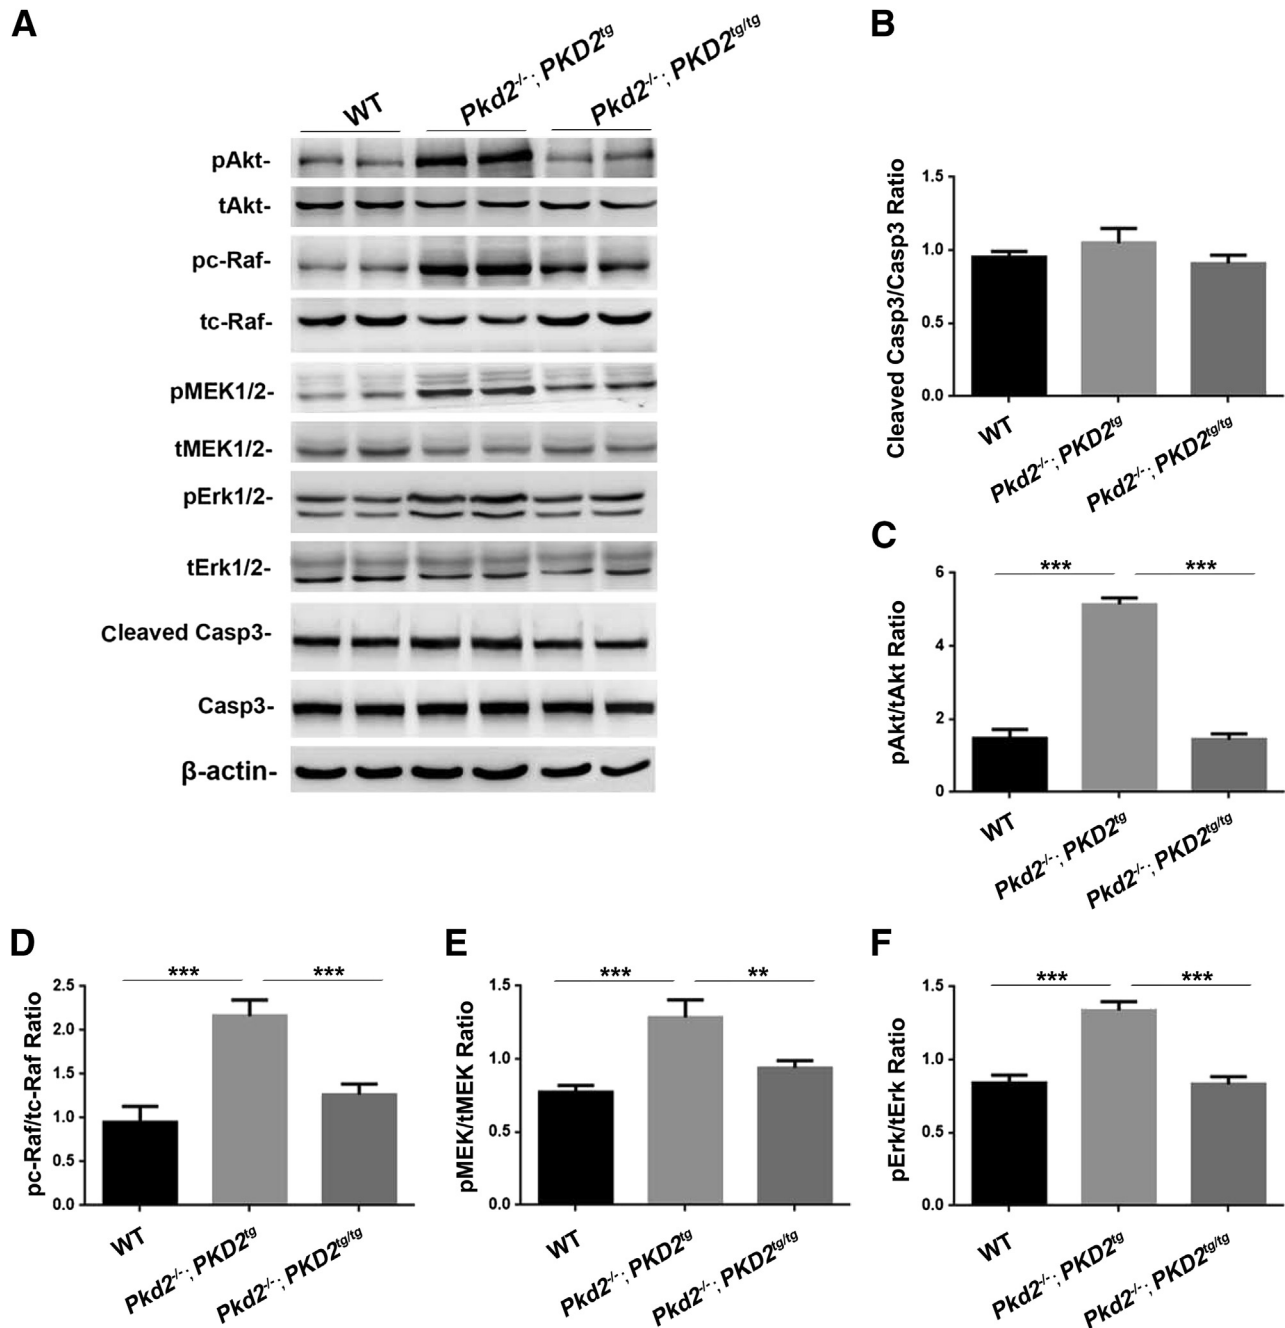 A
WT
Pkd2-/-; PKD2tg
Pkd2-/-; PKD2tg/tg
pAkt-
tAkt-
pc-Raf-
tc-Raf-
pMEK1/2-
tMEK1/2-
pErk1/2-
tErk1/2-
Cleaved Casp3-
Casp3-
β-actin-
B
Cleaved Casp3/Casp3 Ratio
1.5
1.0
0.5
0.0
WT
Pkd2-/-; PKD2tg
Pkd2-/-; PKD2tg/tg
C
pAkt/tAkt Ratio
6
4
2
0
***
***
WT
Pkd2-/-; PKD2tg
Pkd2-/-; PKD2tg/tg
D
pc-Raf/tc-Raf Ratio
2.5
2.0
1.5
1.0
0.5
0.0
***
***
WT
Pkd2-/-; PKD2tg
Pkd2-/-; PKD2tg/tg
E
pMEK/tMEK Ratio
1.5
1.0
0.5
0.0
***
**
WT
Pkd2-/-; PKD2tg
Pkd2-/-; PKD2tg/tg
F
pErk/tErk Ratio
1.5
1.0
0.5
0.0
***
***
WT
Pkd2-/-; PKD2tg
Pkd2-/-; PKD2tg/tg